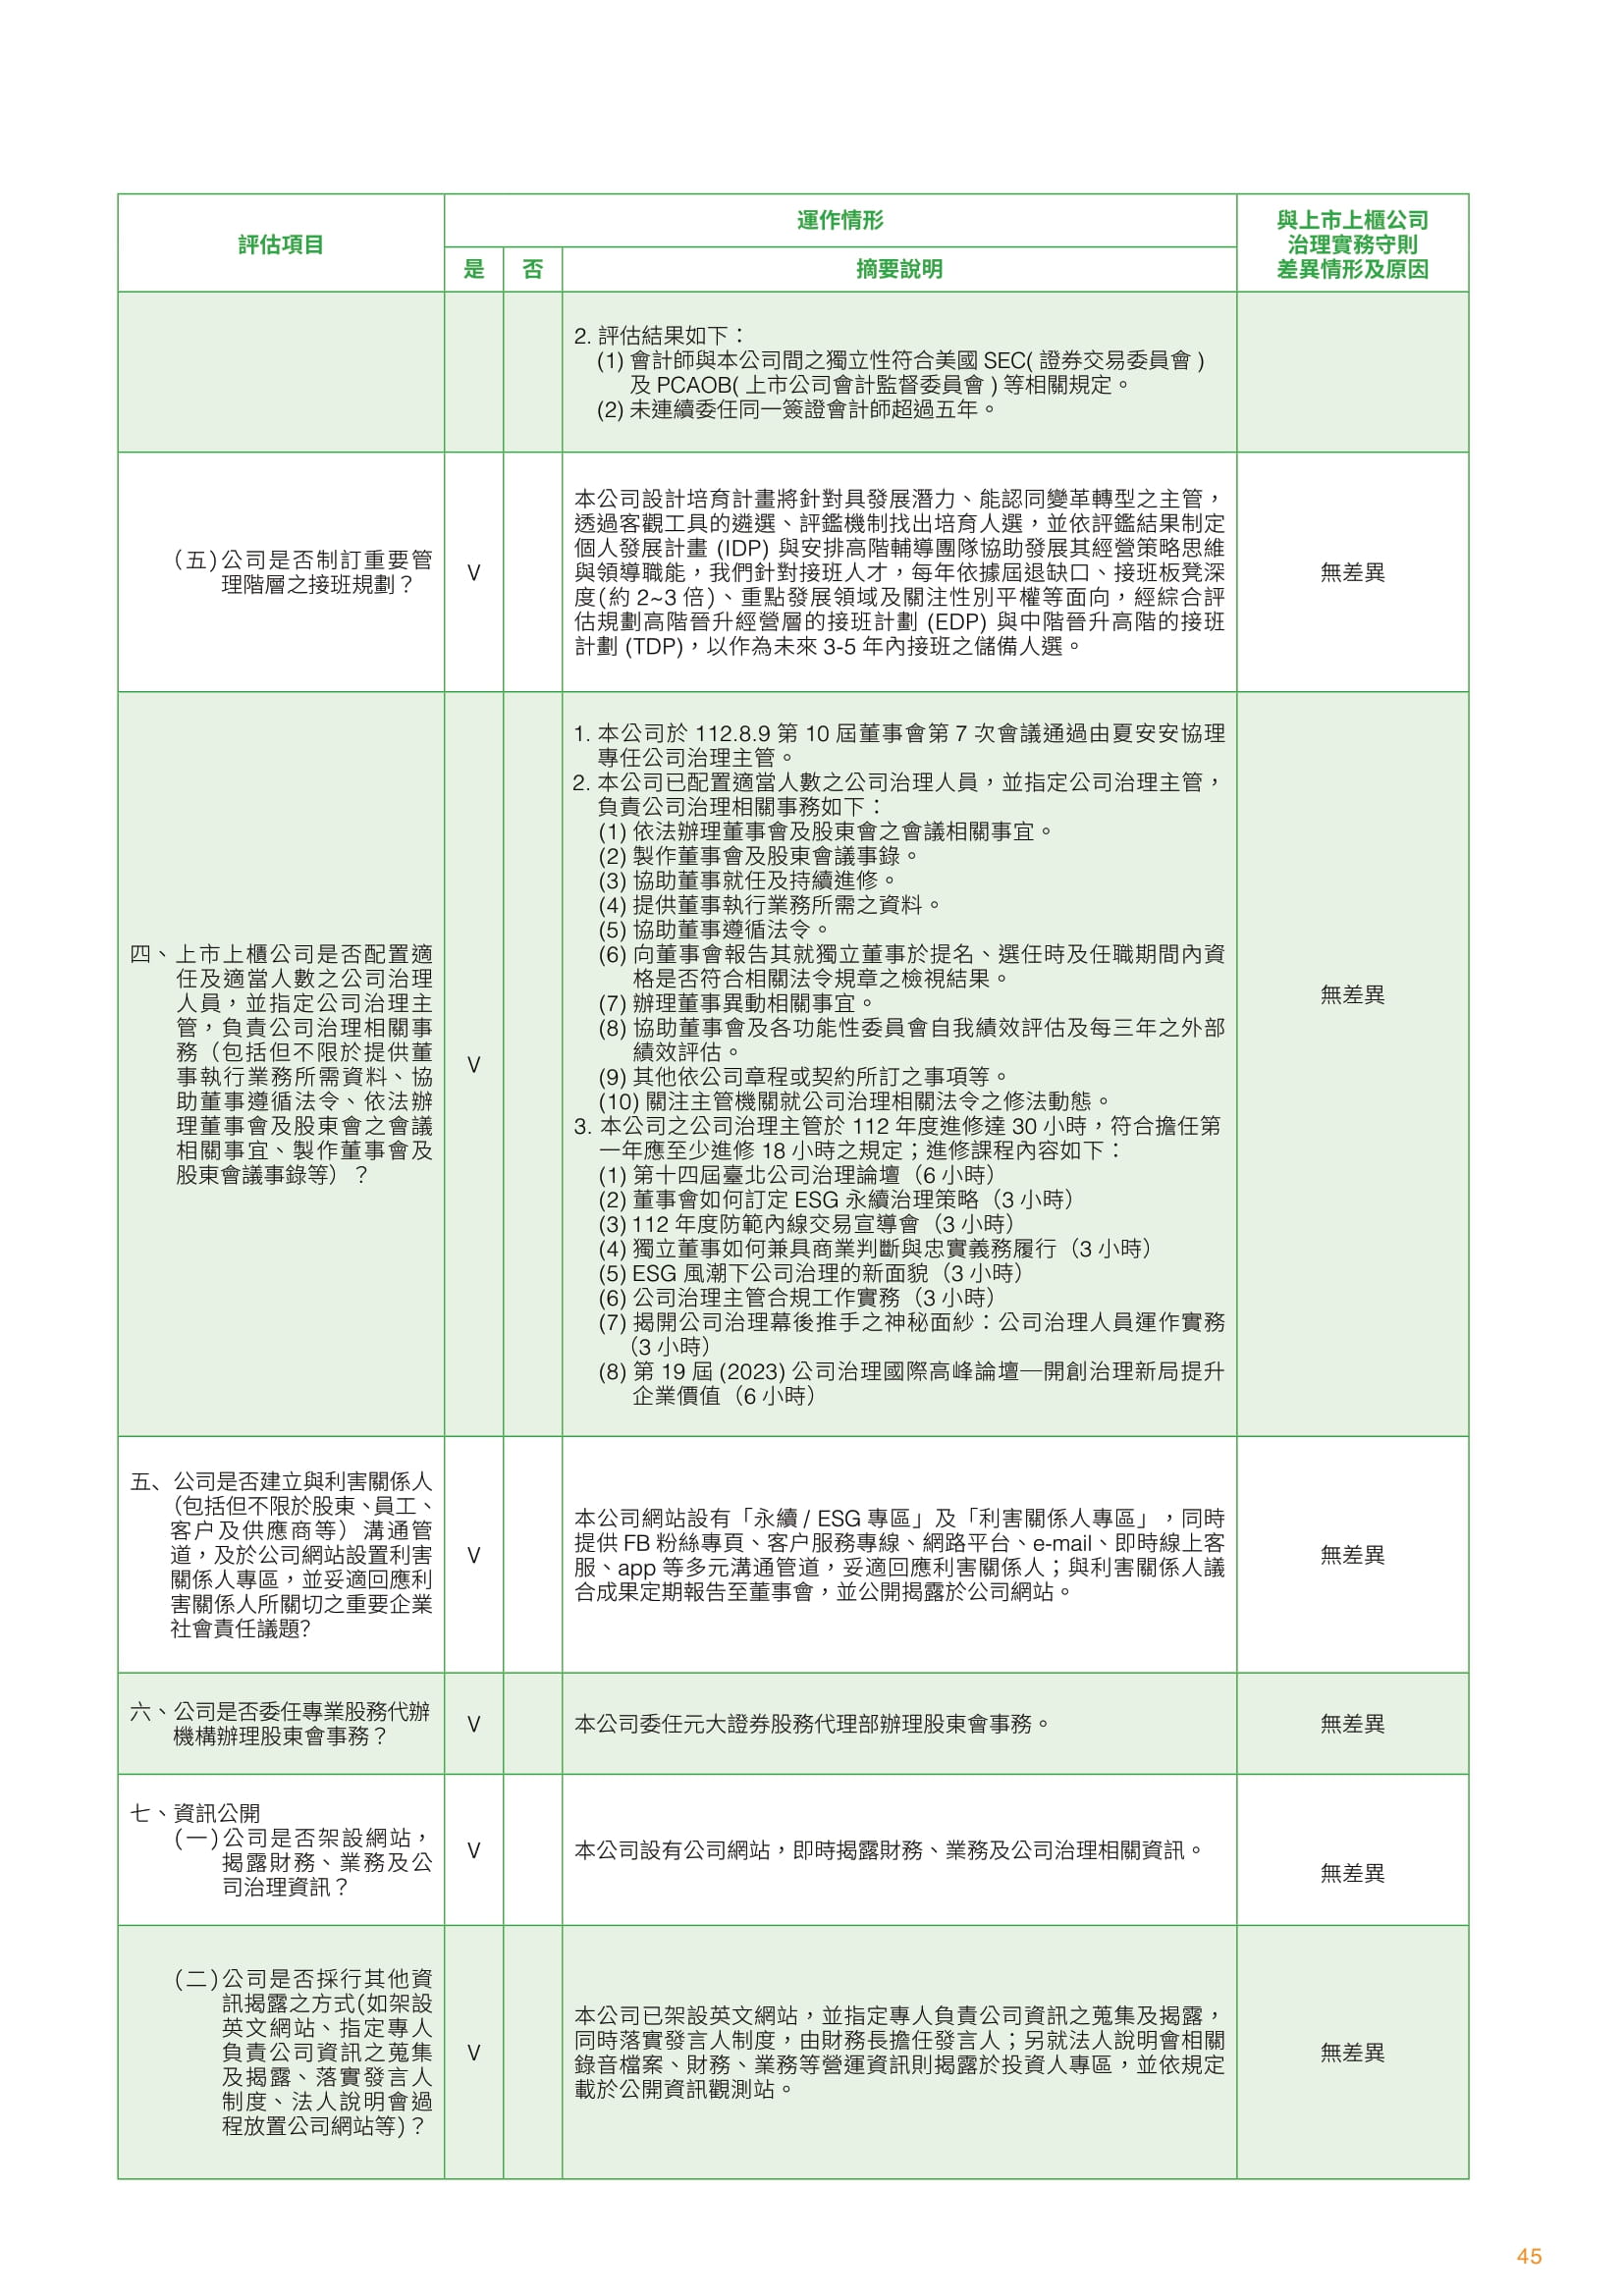 評估項目
運作情形
與上市上櫃公司
治理實務守則
差異情形及原因
是
否
摘要說明
2. 評估結果如下：
(1) 會計師與本公司間之獨立性符合美國 SEC( 證券交易委員會 )
及 PCAOB( 上市公司會計監督委員會 ) 等相關規定。
(2) 未連續委任同一簽證會計師超過五年。
（五)公司是否制訂重要管
理階層之接班規劃？
V
本公司設計培育計畫將針對具發展潛力、能認同變革轉型之主管，
透過客觀工具的遴選、評鑑機制找出培育人選，並依評鑑結果制定
個人發展計畫 (IDP) 與安排高階輔導團隊協助發展其經營策略思維
與領導職能，我們針對接班人才，每年依據屆退缺口、接班板凳深
度(約 2~3 倍)、重點發展領域及關注性別平權等面向，經綜合評
估規劃高階晉升經營層的接班計劃 (EDP) 與中階晉升高階的接班
計劃 (TDP)，以作為未來 3-5 年內接班之儲備人選。
無差異
四、上市上櫃公司是否配置適
任及適當人數之公司治理
人員，並指定公司治理主
管，負責公司治理相關事
務（包括但不限於提供董
事執行業務所需資料、協
助董事遵循法令、依法辦
理董事會及股東會之會議
相關事宜、製作董事會及
股東會議事錄等）？
V
1. 本公司於 112.8.9 第 10 屆董事會第 7 次會議通過由夏安安協理
專任公司治理主管。
2. 本公司已配置適當人數之公司治理人員，並指定公司治理主管，
負責公司治理相關事務如下：
(1) 依法辦理董事會及股東會之會議相關事宜。
(2) 製作董事會及股東會議事錄。
(3) 協助董事就任及持續進修。
(4) 提供董事執行業務所需之資料。
(5) 協助董事遵循法令。
(6) 向董事會報告其就獨立董事於提名、選任時及任職期間內資
格是否符合相關法令規章之檢視結果。
(7) 辦理董事異動相關事宜。
(8) 協助董事會及各功能性委員會自我績效評估及每三年之外部
績效評估。
(9) 其他依公司章程或契約所訂之事項等。
(10) 關注主管機關就公司治理相關法令之修法動態。
3. 本公司之公司治理主管於 112 年度進修達 30 小時，符合擔任第
一年應至少進修 18 小時之規定；進修課程內容如下：
(1) 第十四屆臺北公司治理論壇（6 小時）
(2) 董事會如何訂定 ESG 永續治理策略（3 小時）
(3) 112 年度防範內線交易宣導會（3 小時）
(4) 獨立董事如何兼具商業判斷與忠實義務履行（3 小時）
(5) ESG 風潮下公司治理的新面貌（3 小時）
(6) 公司治理主管合規工作實務（3 小時）
(7) 揭開公司治理幕後推手之神秘面紗：公司治理人員運作實務
（3 小時）
(8) 第 19 屆 (2023) 公司治理國際高峰論壇—開創治理新局提升
企業價值（6 小時）
無差異
五、公司是否建立與利害關係人
（包括但不限於股東、員工、
客戶及供應商等）溝通管
道，及於公司網站設置利害
關係人專區，並妥適回應利
害關係人所關切之重要企業
社會責任議題?
V
本公司網站設有「永續 / ESG 專區」及「利害關係人專區」，同時
提供 FB 粉絲專頁、客戶服務專線、網路平台、e-mail、即時線上客
服、app 等多元溝通管道，妥適回應利害關係人；與利害關係人議
合成果定期報告至董事會，並公開揭露於公司網站。
無差異
六、公司是否委任專業股務代辦
機構辦理股東會事務？
V
本公司委任元大證券股務代理部辦理股東會事務。
無差異
七、資訊公開
(一)公司是否架設網站，
揭露財務、業務及公
司治理資訊？
V
本公司設有公司網站，即時揭露財務、業務及公司治理相關資訊。
無差異
(二)公司是否採行其他資
訊揭露之方式(如架設
英文網站、指定專人
負責公司資訊之蒐集
及揭露、落實發言人
制度、法人說明會過
程放置公司網站等)？
V
本公司已架設英文網站，並指定專人負責公司資訊之蒐集及揭露，
同時落實發言人制度，由財務長擔任發言人；另就法人說明會相關
錄音檔案、財務、業務等營運資訊則揭露於投資人專區，並依規定
載於公開資訊觀測站。
無差異
45